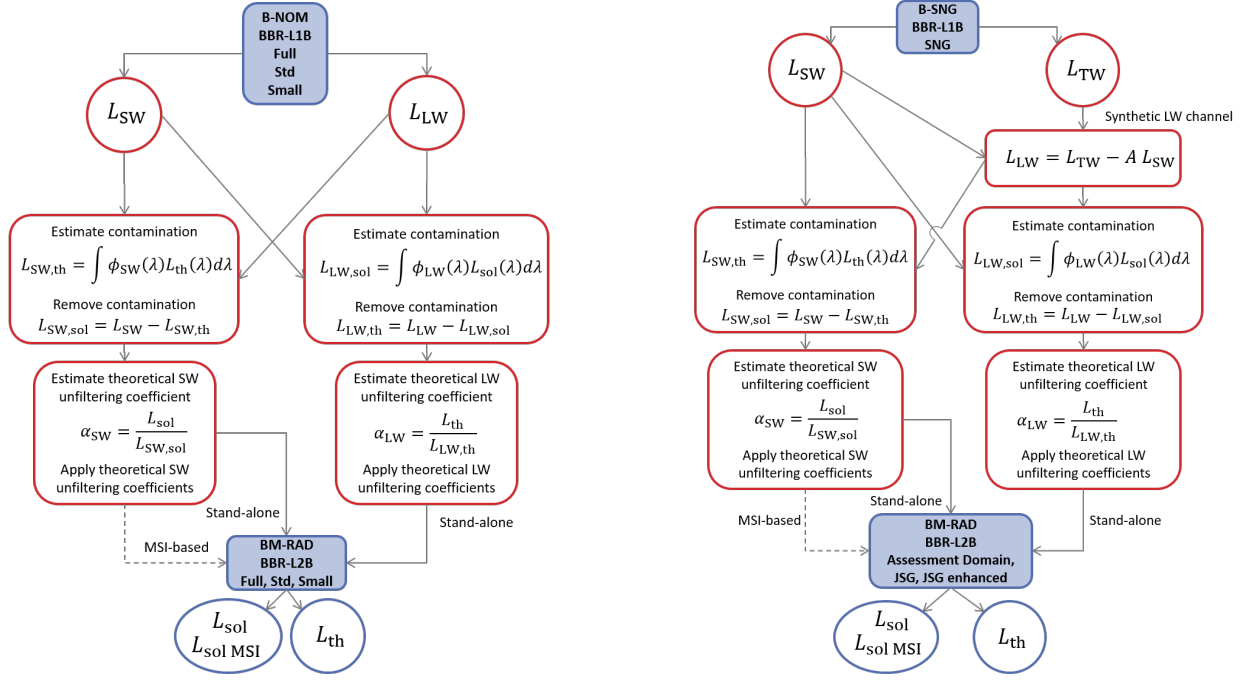 B-NOM
BBR-L1B
Full
Std
Small
L_SW
L_LW
Estimate contamination
L_SW,th = ∫ ϕ_SW(λ)L_th(λ)dλ
Remove contamination
L_SW,sol = L_SW − L_SW,th
Estimate contamination
L_LW,sol = ∫ ϕ_LW(λ)L_sol(λ)dλ
Remove contamination
L_LW,th = L_LW − L_LW,sol
Estimate theoretical SW
unfiltering coefficient
α_SW = L_sol / L_SW,sol
Apply theoretical SW
unfiltering coefficients
Estimate theoretical LW
unfiltering coefficient
α_LW = L_th / L_LW,th
Apply theoretical LW
unfiltering coefficients
Stand-alone
Stand-alone
MSI-based
BM-RAD
BBR-L2B
Full, Std, Small
L_sol
L_sol MSI
L_th
B-SNG
BBR-L1B
SNG
L_SW
L_TW
Synthetic LW channel
L_LW = L_TW − A L_SW
Estimate contamination
L_SW,th = ∫ ϕ_SW(λ)L_th(λ)dλ
Remove contamination
L_SW,sol = L_SW − L_SW,th
Estimate contamination
L_LW,sol = ∫ ϕ_LW(λ)L_sol(λ)dλ
Remove contamination
L_LW,th = L_LW − L_LW,sol
Estimate theoretical SW
unfiltering coefficient
α_SW = L_sol / L_SW,sol
Apply theoretical SW
unfiltering coefficients
Estimate theoretical LW
unfiltering coefficient
α_LW = L_th / L_LW,th
Apply theoretical LW
unfiltering coefficients
Stand-alone
MSI-based
Stand-alone
BM-RAD
BBR-L2B
Assessment Domain,
JSG, JSG enhanced
L_sol
L_sol MSI
L_th